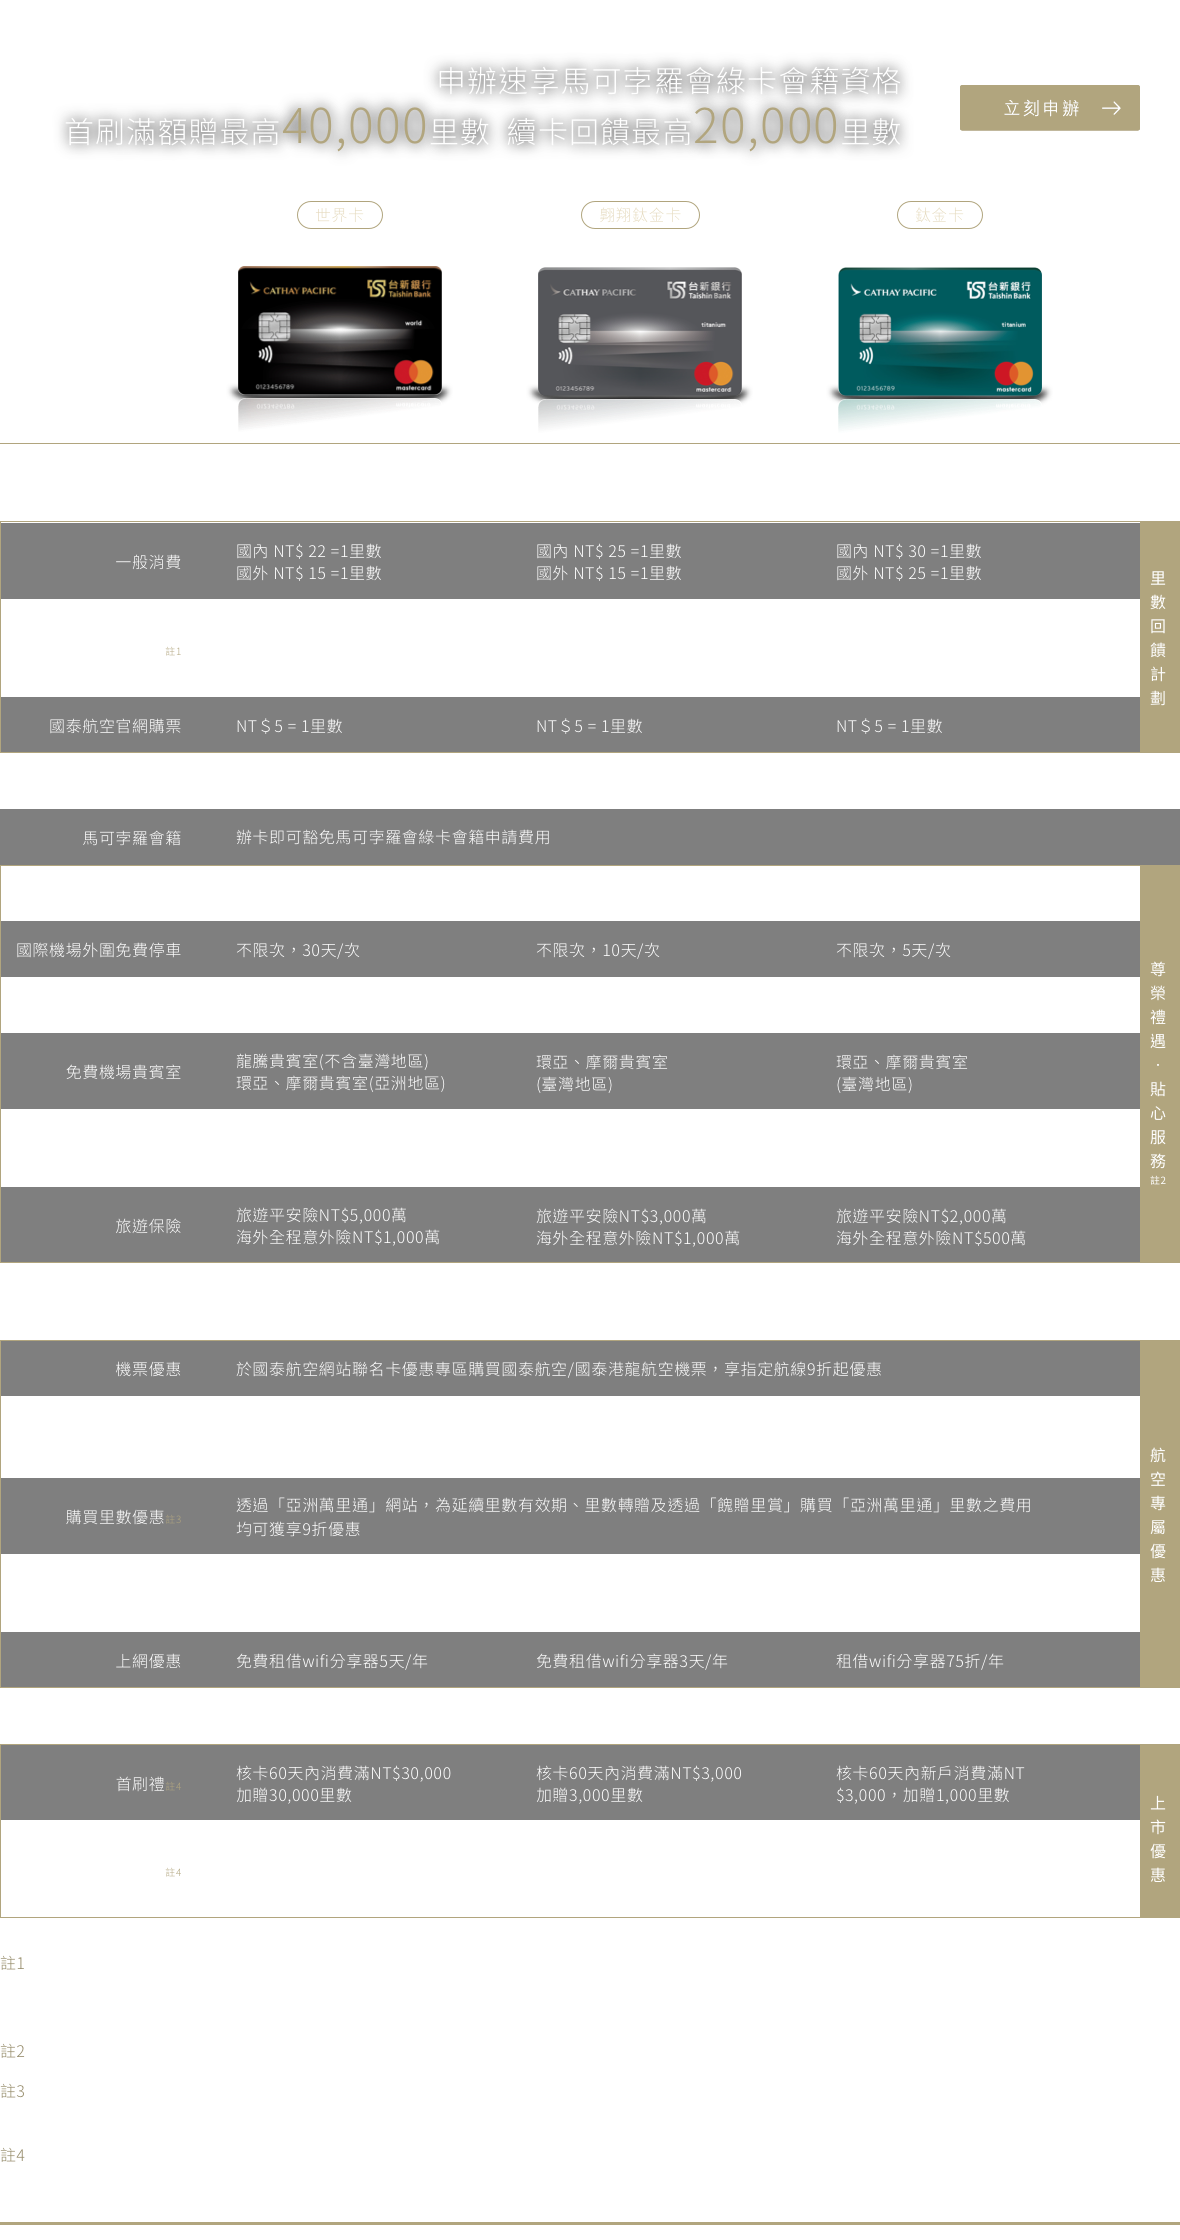 申辦速享馬可孛羅會綠卡會籍資格
首刷滿額贈最高40,000里數 續卡回饋最高20,000里數
立刻申辦 →
世界卡
翱翔鈦金卡
鈦金卡
CATHAY PACIFIC
台新銀行
Taishin Bank
world
0123456789
mastercard
CATHAY PACIFIC
台新銀行
Taishin Bank
titanium
0123456789
mastercard
CATHAY PACIFIC
台新銀行
Taishin Bank
titanium
0123456789
mastercard
里數回饋計劃
一般消費
國內 NT$ 22 =1里數
國外 NT$ 15 =1里數
國內 NT$ 25 =1里數
國外 NT$ 15 =1里數
國內 NT$ 30 =1里數
國外 NT$ 25 =1里數
註1
國泰航空官網購票
NT＄5 = 1里數
NT＄5 = 1里數
NT＄5 = 1里數
馬可孛羅會籍
辦卡即可豁免馬可孛羅會綠卡會籍申請費用
尊榮禮遇·貼心服務
註2
國際機場外圍免費停車
不限次，30天/次
不限次，10天/次
不限次，5天/次
免費機場貴賓室
龍騰貴賓室(不含臺灣地區)
環亞、摩爾貴賓室(亞洲地區)
環亞、摩爾貴賓室
(臺灣地區)
環亞、摩爾貴賓室
(臺灣地區)
旅遊保險
旅遊平安險NT$5,000萬
海外全程意外險NT$1,000萬
旅遊平安險NT$3,000萬
海外全程意外險NT$1,000萬
旅遊平安險NT$2,000萬
海外全程意外險NT$500萬
航空專屬優惠
機票優惠
於國泰航空網站聯名卡優惠專區購買國泰航空/國泰港龍航空機票，享指定航線9折起優惠
購買里數優惠註3
透過「亞洲萬里通」網站，為延續里數有效期、里數轉贈及透過「餽贈里賞」購買「亞洲萬里通」里數之費用
均可獲享9折優惠
上網優惠
免費租借wifi分享器5天/年
免費租借wifi分享器3天/年
租借wifi分享器75折/年
上市優惠
首刷禮註4
核卡60天內消費滿NT$30,000
加贈30,000里數
核卡60天內消費滿NT$3,000
加贈3,000里數
核卡60天內新戶消費滿NT
$3,000，加贈1,000里數
註4
註1
註2
註3
註4